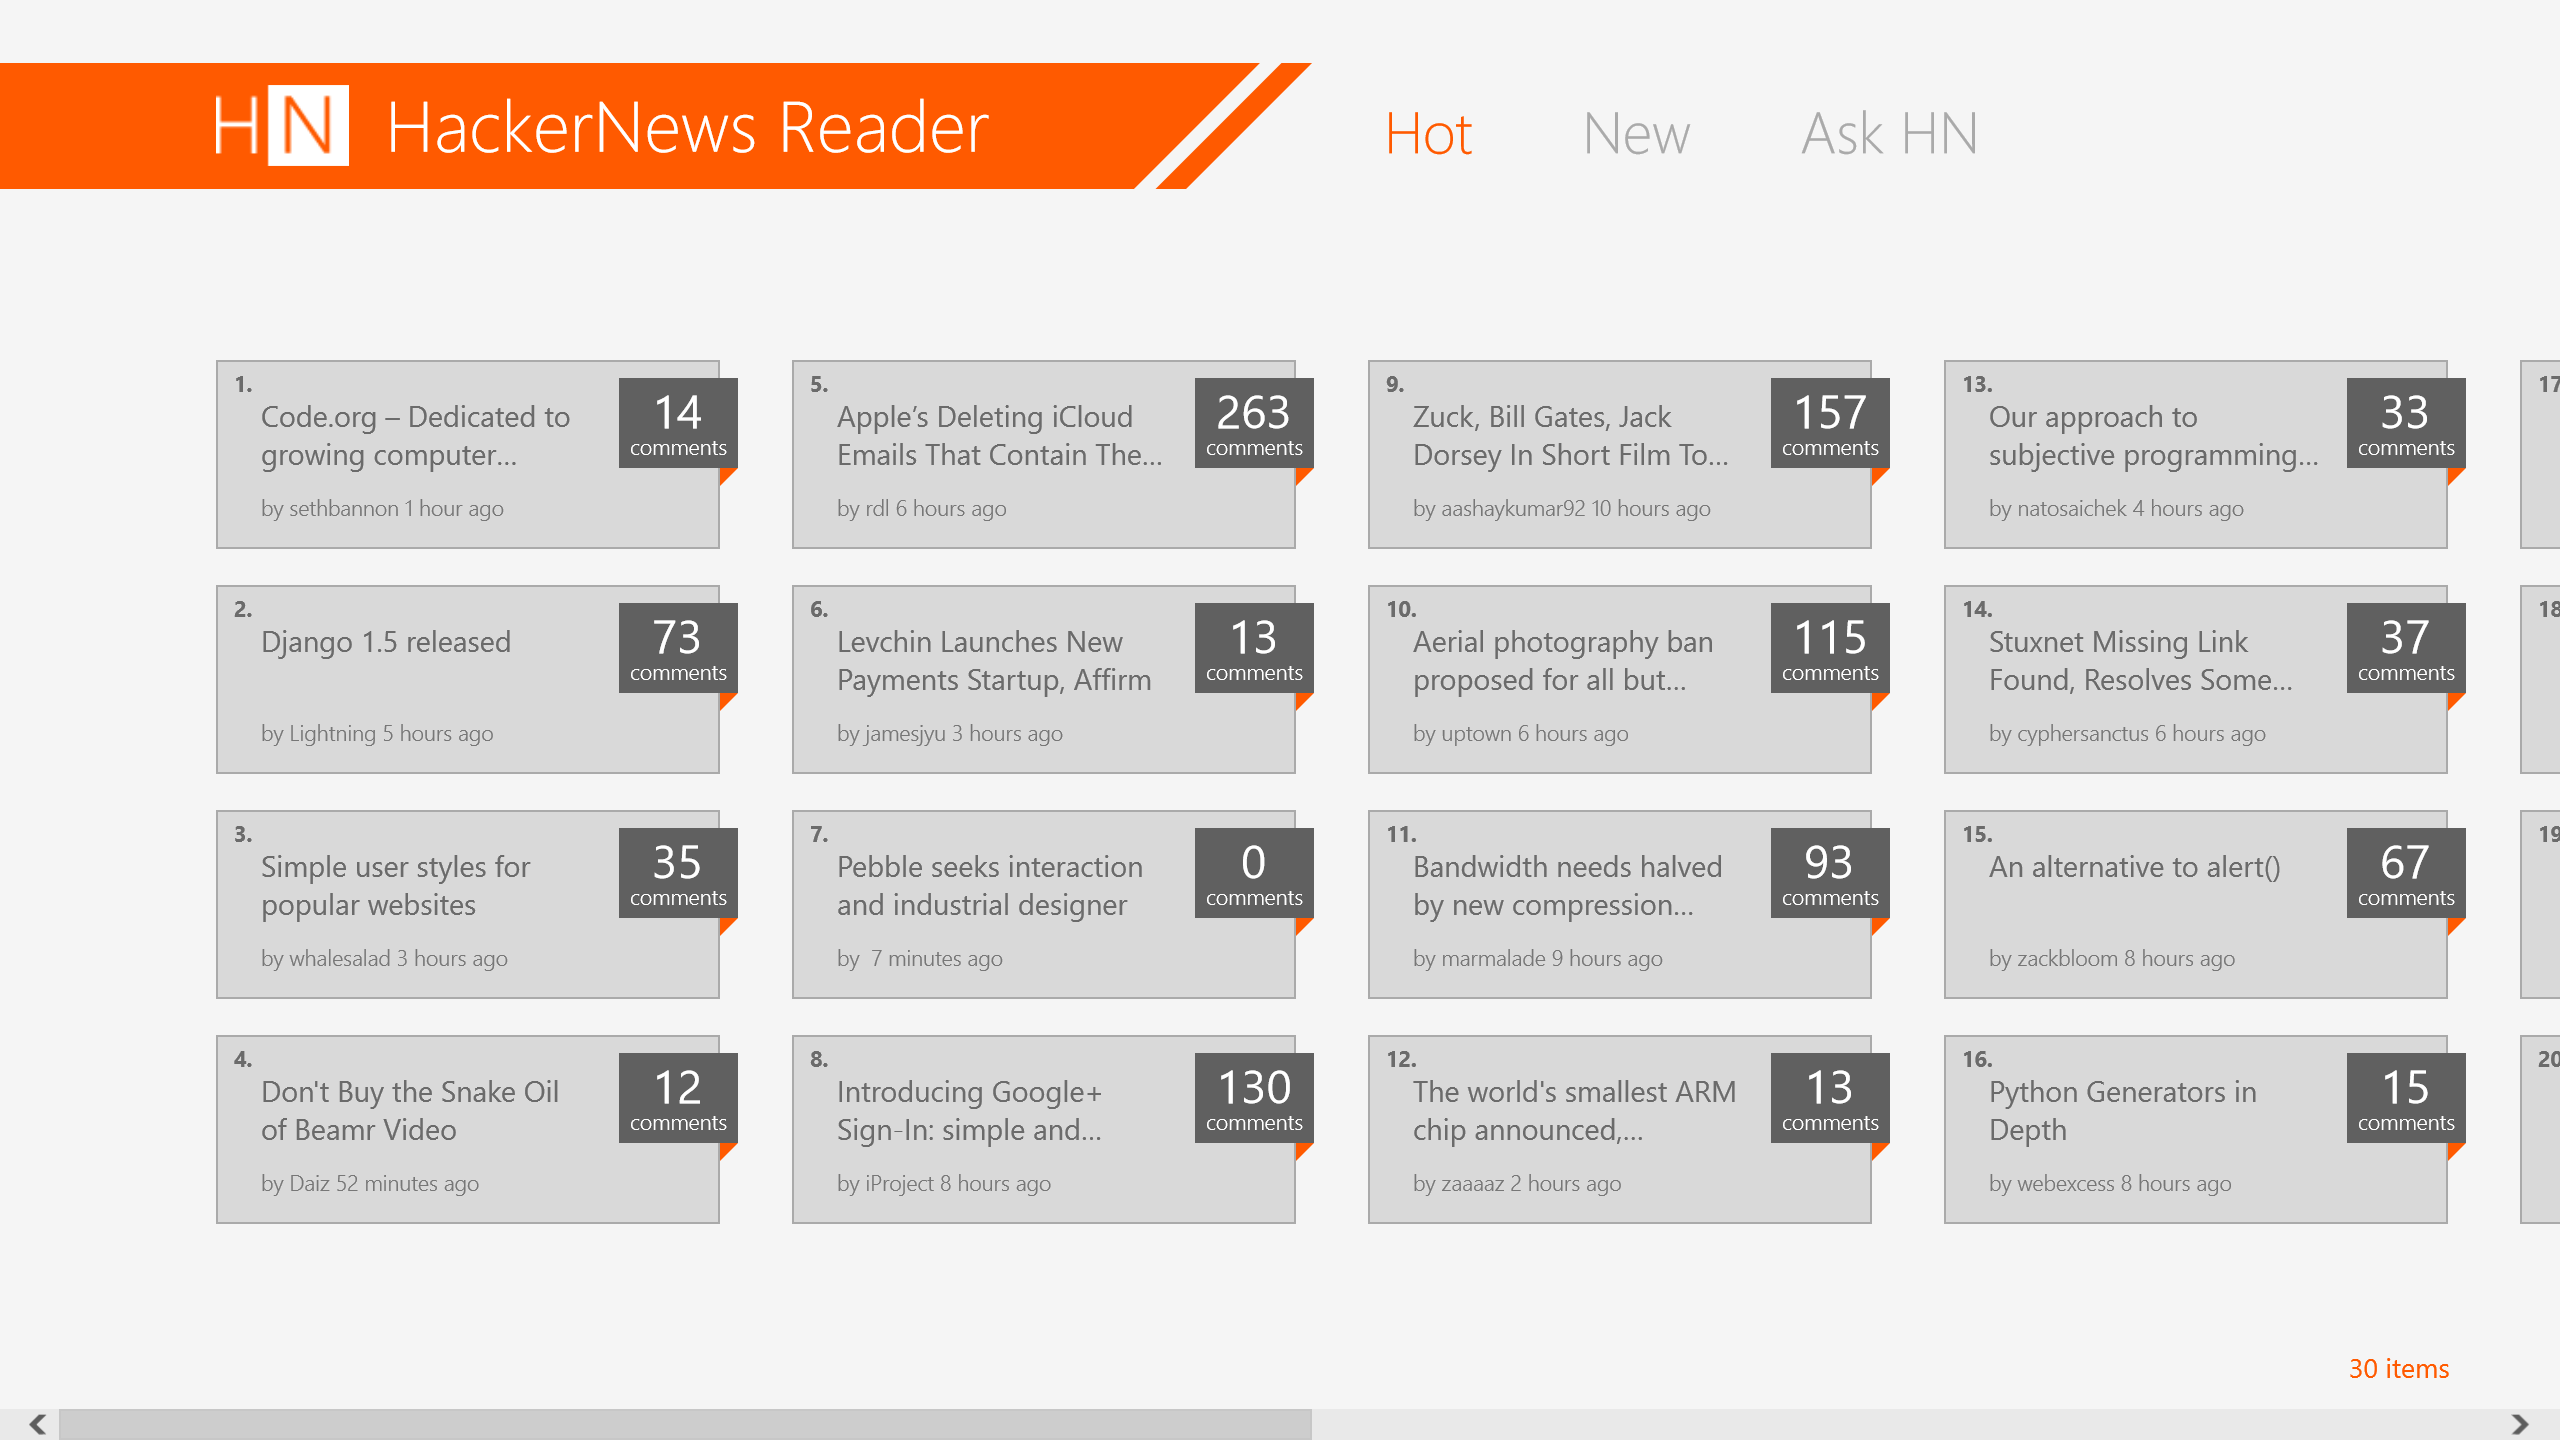 HN HackerNews Reader
Hot
New
Ask HN
1.
Code.org – Dedicated to
growing computer...
by sethbannon 1 hour ago
14
comments
2.
Django 1.5 released
by Lightning 5 hours ago
73
comments
3.
Simple user styles for
popular websites
by whalesalad 3 hours ago
35
comments
4.
Don't Buy the Snake Oil
of Beamr Video
by Daiz 52 minutes ago
12
comments
5.
Apple’s Deleting iCloud
Emails That Contain The...
by rdl 6 hours ago
263
comments
6.
Levchin Launches New
Payments Startup, Affirm
by jamesjyu 3 hours ago
13
comments
7.
Pebble seeks interaction
and industrial designer
by  7 minutes ago
0
comments
8.
Introducing Google+
Sign-In: simple and...
by iProject 8 hours ago
130
comments
9.
Zuck, Bill Gates, Jack
Dorsey In Short Film To...
by aashaykumar92 10 hours ago
157
comments
10.
Aerial photography ban
proposed for all but...
by uptown 6 hours ago
115
comments
11.
Bandwidth needs halved
by new compression...
by marmalade 9 hours ago
93
comments
12.
The world's smallest ARM
chip announced,...
by zaaaaz 2 hours ago
13
comments
13.
Our approach to
subjective programming...
by natosaichek 4 hours ago
33
comments
14.
Stuxnet Missing Link
Found, Resolves Some...
by cyphersanctus 6 hours ago
37
comments
15.
An alternative to alert()
by zackbloom 8 hours ago
67
comments
16.
Python Generators in
Depth
by webexcess 8 hours ago
15
comments
17
18
19
20
30 items